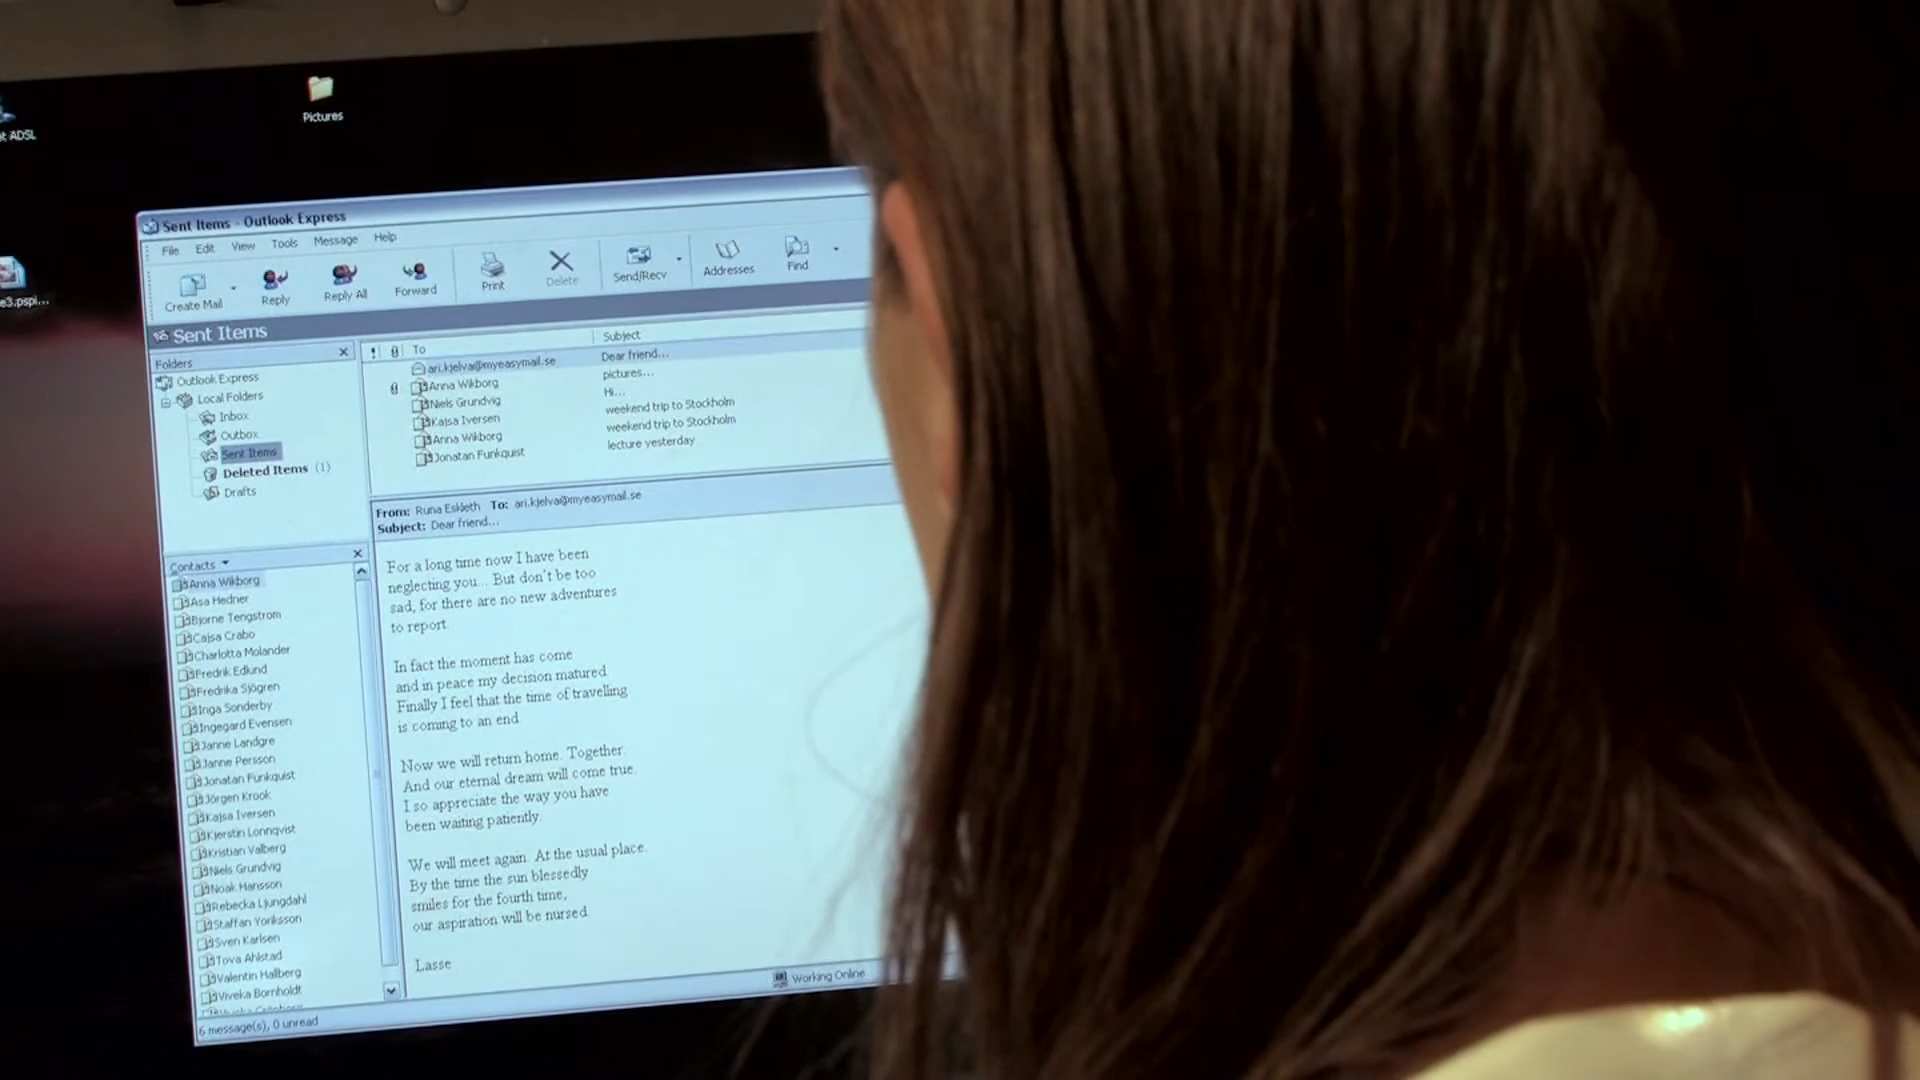 Pictures
ADSL
e3.pspi...
Sent Items - Outlook Express
File Edit View Tools Message Help
Create Mail Reply Reply All Forward Print Delete Send/Recv Addresses Find
Sent Items
Folders
Outlook Express
Local Folders
Inbox
Outbox
Sent Items
Deleted Items (1)
Drafts
! To Subject
ari.kjelva@myeasymail.se Dear friend...
Anna Wikborg pictures...
Niels Grundvig Hi...
Kajsa Iversen weekend trip to Stockholm
Anna Wikborg weekend trip to Stockholm
Jonatan Funkquist lecture yesterday
From: Runa Eskleth To: ari.kjelva@myeasymail.se
Subject: Dear friend...
For a long time now I have been
neglecting you... But don't be too
sad, for there are no new adventures
to report.
In fact the moment has come
and in peace my decision matured
Finally I feel that the time of travelling
is coming to an end.
Now we will return home. Together.
And our eternal dream will come true.
I so appreciate the way you have
been waiting patiently.
We will meet again. At the usual place.
By the time the sun blessedly
smiles for the fourth time,
our aspiration will be nursed.
Lasse
Contacts
Anna Wikborg
Asa Hedner
Bjorne Tengstrom
Cajsa Crabo
Charlotta Molander
Fredrik Edlund
Fredrika Sjögren
Inga Sonderby
Ingegard Evensen
Janne Landgre
Janne Persson
Jonatan Funkquist
Jörgen Krook
Kajsa Iversen
Kjerstin Lonnqvist
Kristian Valberg
Niels Grundvig
Noak Hansson
Rebecka Ljungdahl
Staffan Yoriksson
Sven Karlsen
Tova Ahlstad
Valentin Hallberg
Viveka Bornholdt
6 message(s), 0 unread
Working Online